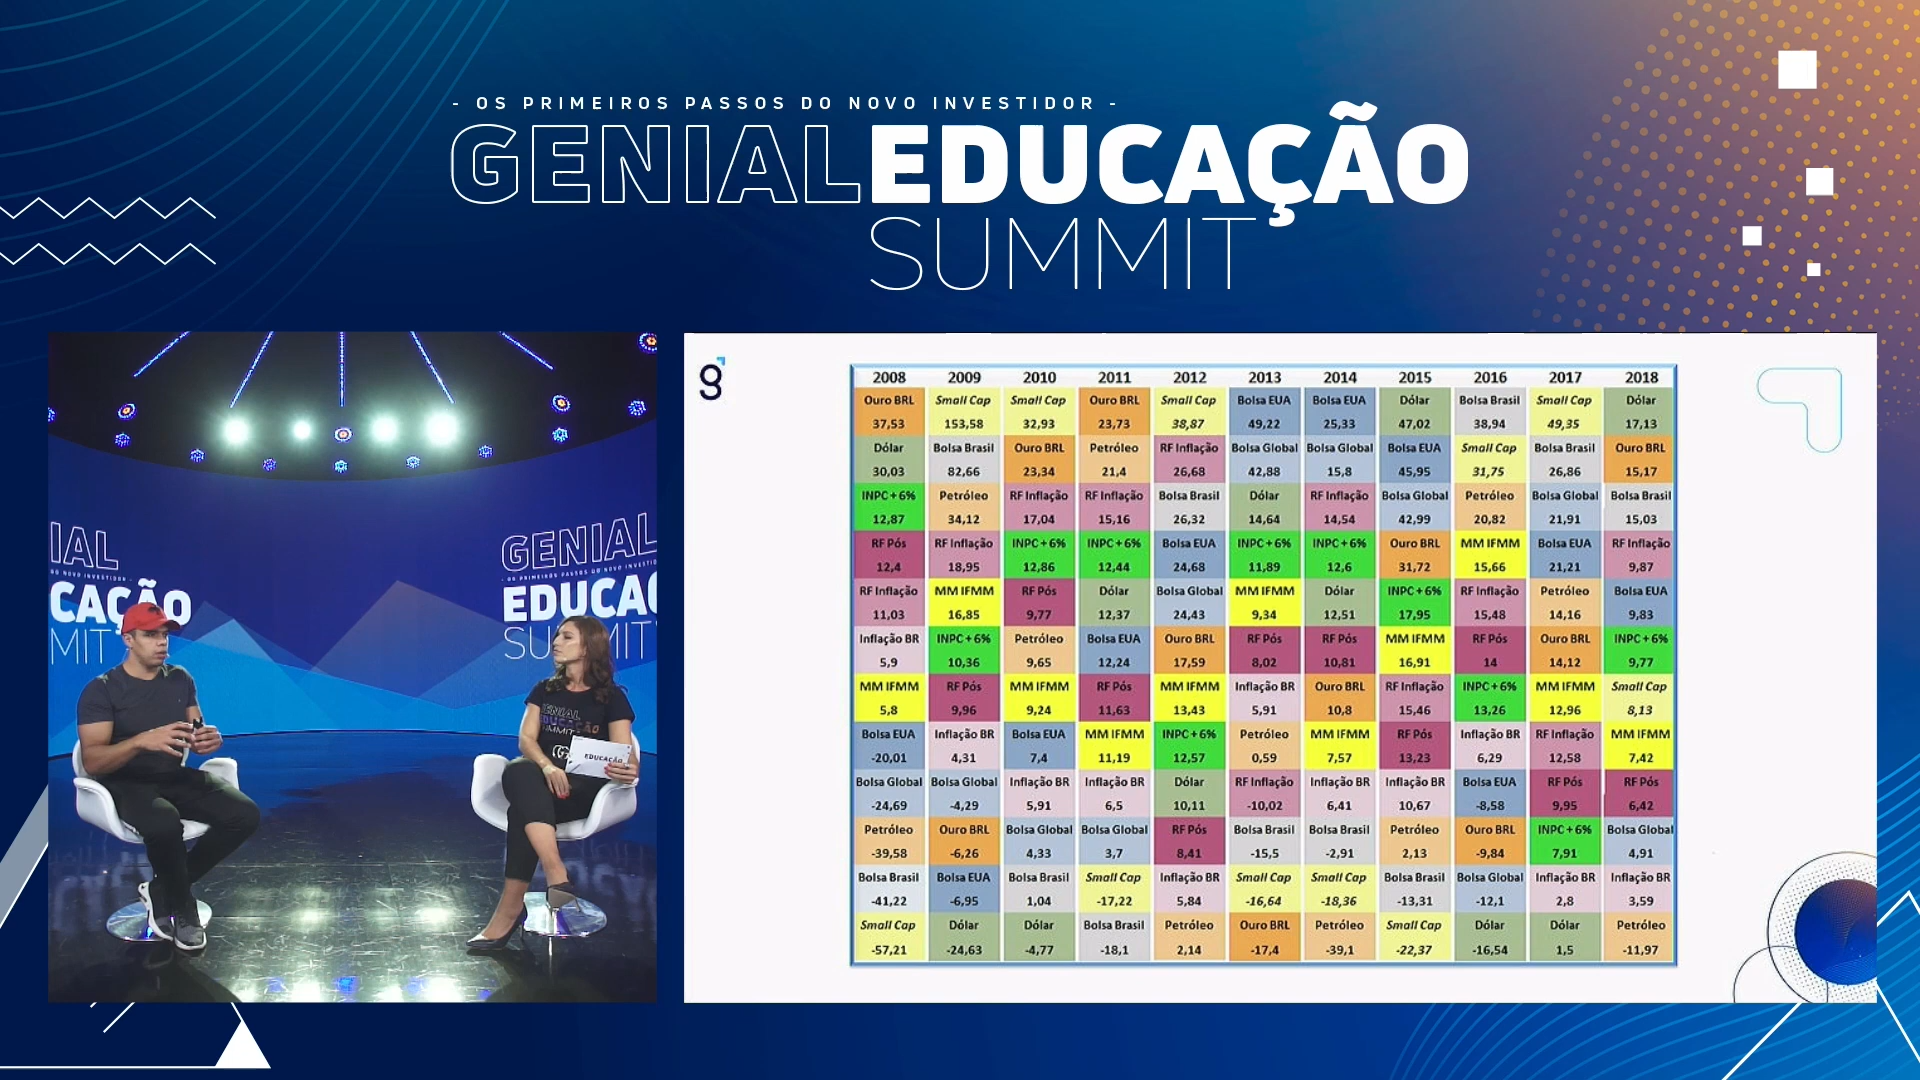 - OS PRIMEIROS PASSOS DO NOVO INVESTIDOR -
GENIALEDUCAÇÃO
SUMMIT
IAL
CAÇÃO
MIT
GENIAL
- OS PRIMEIROS PASSOS DO NOVO INVESTID
EDUCAÇ
SUMMIT
GENIAL
EDUCAÇÃO
SUMMIT
EDUCAÇÃO
g
2008 2009 2010 2011 2012 2013 2014 2015 2016 2017 2018
Ouro BRL Small Cap Small Cap Ouro BRL Small Cap Bolsa EUA Bolsa EUA Dólar Bolsa Brasil Small Cap Dólar
37,53 153,58 32,93 23,73 38,87 49,22 25,33 47,02 38,94 49,35 17,13
Dólar Bolsa Brasil Ouro BRL Petróleo RF Inflação Bolsa Global Bolsa Global Bolsa EUA Small Cap Bolsa Brasil Ouro BRL
30,03 82,66 23,34 21,4 26,68 42,88 15,8 45,95 31,75 26,86 15,17
INPC + 6% Petróleo RF Inflação RF Inflação Bolsa Brasil Dólar RF Inflação Bolsa Global Petróleo Bolsa Global Bolsa Brasil
12,87 34,12 17,04 15,16 26,32 14,64 14,54 42,99 20,82 21,91 15,03
RF Pós RF Inflação INPC + 6% INPC + 6% Bolsa EUA INPC + 6% INPC + 6% Ouro BRL MM IFMM Bolsa EUA RF Inflação
12,4 18,95 12,86 12,44 24,68 11,89 12,6 31,72 15,66 21,21 9,87
RF Inflação MM IFMM RF Pós Dólar Bolsa Global MM IFMM Dólar INPC + 6% RF Inflação Petróleo Bolsa EUA
11,03 16,85 9,77 12,37 24,43 9,34 12,51 17,95 15,48 14,16 9,83
Inflação BR INPC + 6% Petróleo Bolsa EUA Ouro BRL RF Pós RF Pós MM IFMM RF Pós Ouro BRL INPC + 6%
5,9 10,36 9,65 12,24 17,59 8,02 10,81 16,91 14 14,12 9,77
MM IFMM RF Pós MM IFMM RF Pós MM IFMM Inflação BR Ouro BRL RF Inflação INPC + 6% MM IFMM Small Cap
5,8 9,96 9,24 11,63 13,43 5,91 10,8 15,46 13,26 12,96 8,13
Bolsa EUA Inflação BR Bolsa EUA MM IFMM INPC + 6% Petróleo MM IFMM RF Pós Inflação BR RF Inflação MM IFMM
-20,01 4,31 7,4 11,19 12,57 0,59 7,57 13,23 6,29 12,58 7,42
Bolsa Global Bolsa Global Inflação BR Inflação BR Dólar RF Inflação Inflação BR Inflação BR Bolsa EUA RF Pós RF Pós
-24,69 -4,29 5,91 6,5 10,11 -10,02 6,41 10,67 -8,58 9,95 6,42
Petróleo Ouro BRL Bolsa Global Bolsa Global RF Pós Bolsa Brasil Bolsa Brasil Petróleo Ouro BRL INPC + 6% Bolsa Global
-39,58 -6,26 4,33 3,7 8,41 -15,5 -2,91 2,13 -9,84 7,91 4,91
Bolsa Brasil Bolsa EUA Bolsa Brasil Small Cap Inflação BR Small Cap Small Cap Bolsa Brasil Bolsa Global Inflação BR Inflação BR
-41,22 -6,95 1,04 -17,22 5,84 -16,64 -18,36 -13,31 -12,1 2,8 3,59
Small Cap Dólar Dólar Bolsa Brasil Petróleo Ouro BRL Petróleo Small Cap Dólar Dólar Petróleo
-57,21 -24,63 -4,77 -18,1 2,14 -17,4 -39,1 -22,37 -16,54 1,5 -11,97